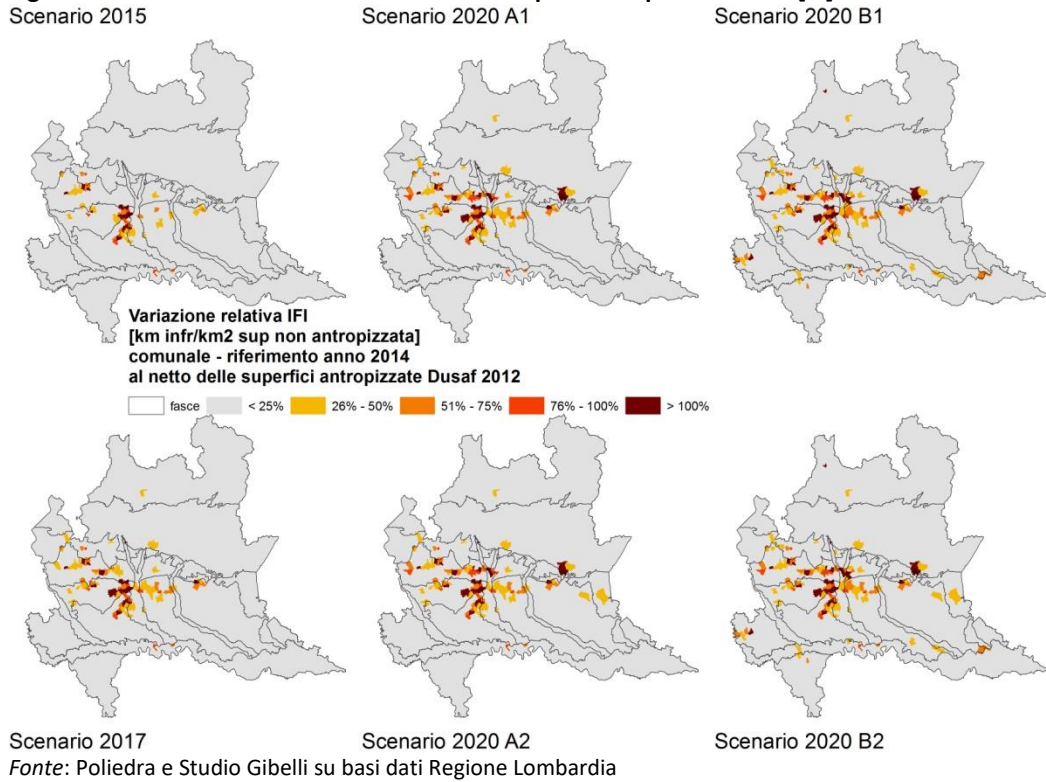 Scenario 2015
Scenario 2020 A1
Scenario 2020 B1
Variazione relativa IFI
[km infr/km2 sup non antropizzata]
comunale - riferimento anno 2014
al netto delle superfici antropizzate Dusaf 2012
fasce < 25% 26% - 50% 51% - 75% 76% - 100% > 100%
Scenario 2017
Scenario 2020 A2
Scenario 2020 B2
Fonte: Poliedra e Studio Gibelli su basi dati Regione Lombardia